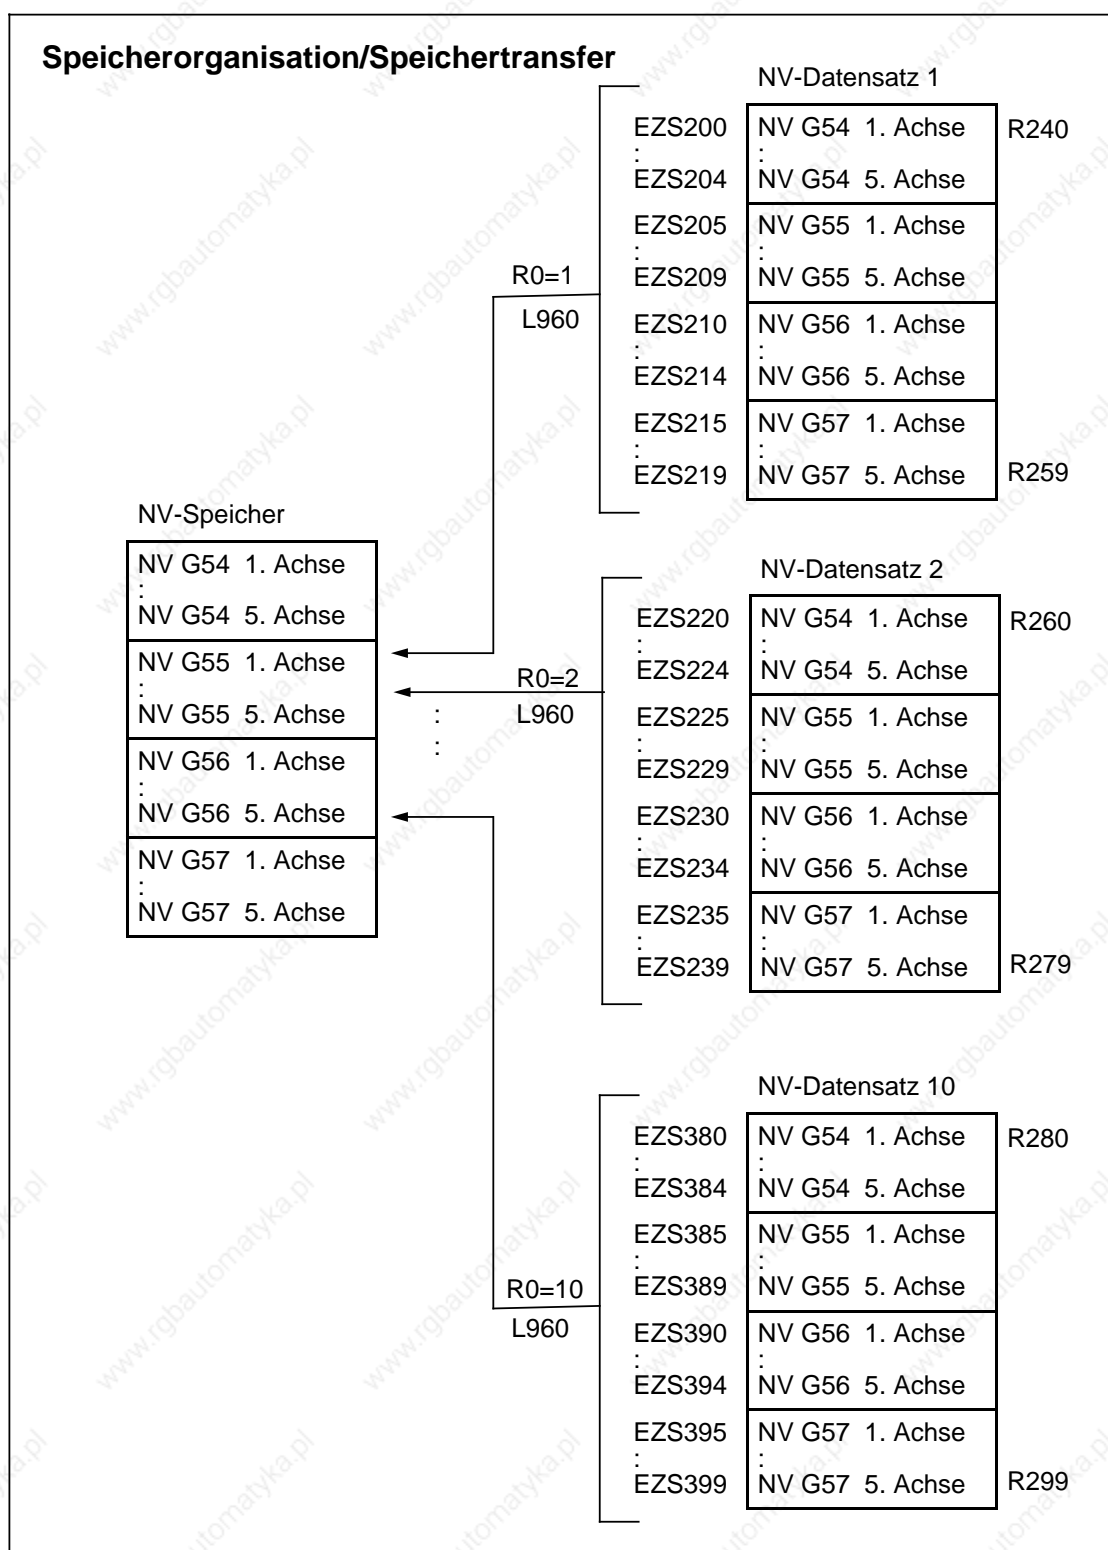 Speicherorganisation/Speichertransfer
NV-Datensatz 1
EZS200 NV G54 1. Achse R240
: :
EZS204 NV G54 5. Achse
EZS205 NV G55 1. Achse
: :
EZS209 NV G55 5. Achse
R0=1
L960
EZS210 NV G56 1. Achse
: :
EZS214 NV G56 5. Achse
EZS215 NV G57 1. Achse
: :
EZS219 NV G57 5. Achse R259
NV-Speicher
NV G54 1. Achse
:
NV G54 5. Achse
NV G55 1. Achse
:
NV G55 5. Achse
NV G56 1. Achse
:
NV G56 5. Achse
NV G57 1. Achse
:
NV G57 5. Achse
NV-Datensatz 2
EZS220 NV G54 1. Achse R260
: :
EZS224 NV G54 5. Achse
R0=2
L960
:
:
EZS225 NV G55 1. Achse
: :
EZS229 NV G55 5. Achse
EZS230 NV G56 1. Achse
: :
EZS234 NV G56 5. Achse
EZS235 NV G57 1. Achse
: :
EZS239 NV G57 5. Achse R279
NV-Datensatz 10
EZS380 NV G54 1. Achse R280
: :
EZS384 NV G54 5. Achse
EZS385 NV G55 1. Achse
: :
EZS389 NV G55 5. Achse
R0=10
L960
EZS390 NV G56 1. Achse
: :
EZS394 NV G56 5. Achse
EZS395 NV G57 1. Achse
: :
EZS399 NV G57 5. Achse R299
www.rgbautomatyka.pl